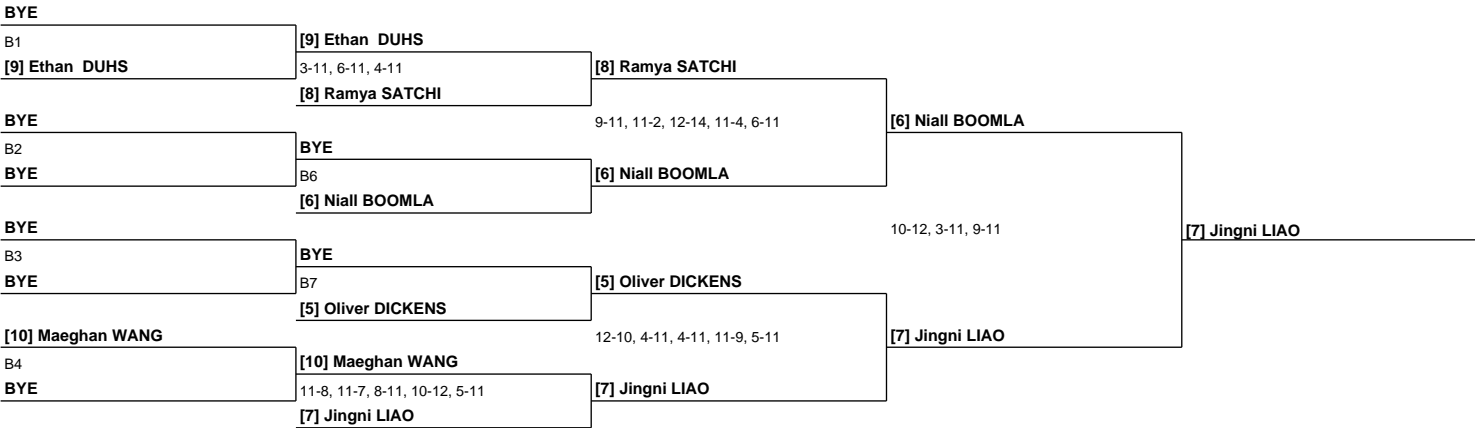 BYE
B1
[9] Ethan  DUHS
[9] Ethan  DUHS
3-11, 6-11, 4-11
[8] Ramya SATCHI
[8] Ramya SATCHI
BYE
B2
BYE
BYE
B6
[6] Niall BOOMLA
9-11, 11-2, 12-14, 11-4, 6-11
[6] Niall BOOMLA
[6] Niall BOOMLA
BYE
B3
BYE
BYE
B7
[5] Oliver DICKENS
[5] Oliver DICKENS
10-12, 3-11, 9-11
[7] Jingni LIAO
[10] Maeghan WANG
B4
BYE
[10] Maeghan WANG
11-8, 11-7, 8-11, 10-12, 5-11
[7] Jingni LIAO
12-10, 4-11, 4-11, 11-9, 5-11
[7] Jingni LIAO
[7] Jingni LIAO